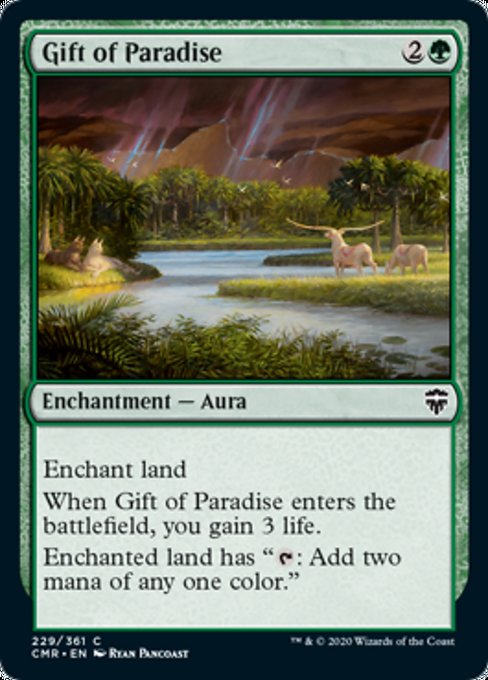 Gift of Paradise 2
Enchantment — Aura
Enchant land
When Gift of Paradise enters the
battlefield, you gain 3 life.
Enchanted land has “: Add two
mana of any one color.”
229/361 C
CMR • EN Ryan Pancoast
™ & © 2020 Wizards of the Coast